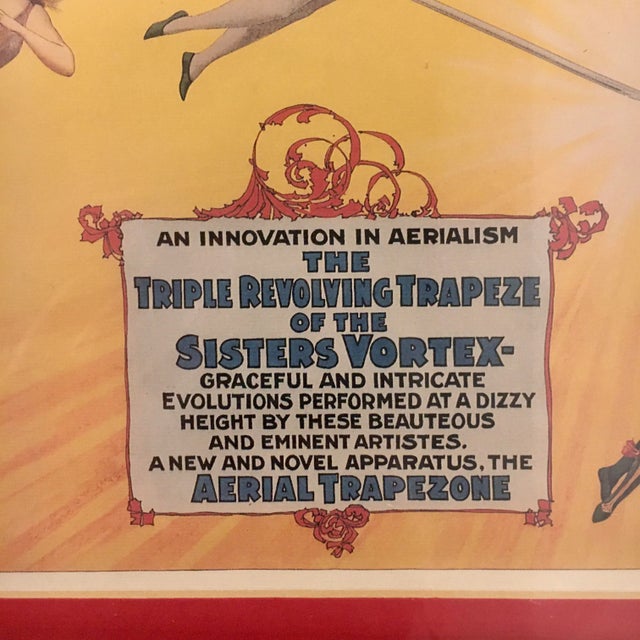 AN INNOVATION IN AERIALISM
THE
TRIPLE REVOLVING TRAPEZE
OF THE
SISTERS VORTEX-
GRACEFUL AND INTRICATE
EVOLUTIONS PERFORMED AT A DIZZY
HEIGHT BY THESE BEAUTEOUS
AND EMINENT ARTISTES.
A NEW AND NOVEL APPARATUS, THE
AERIAL TRAPEZONE